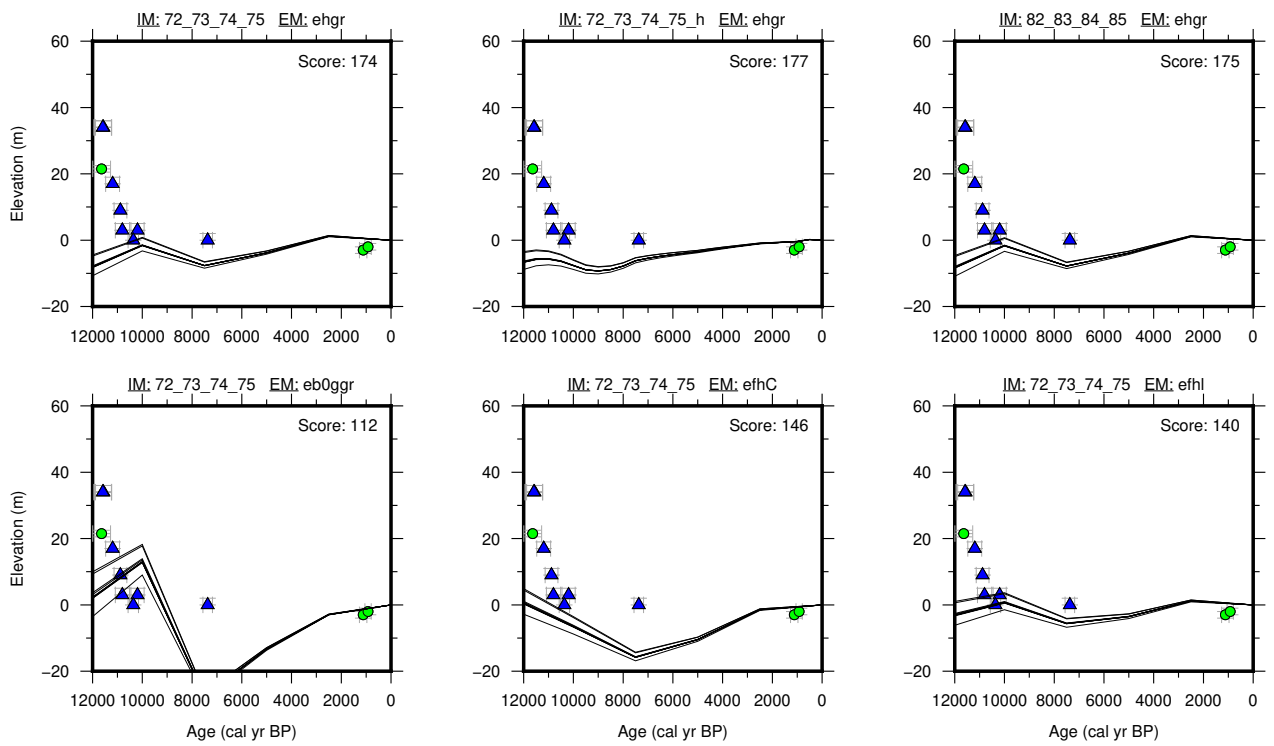 IM: 72_73_74_75 EM: ehgr
IM: 72_73_74_75_h EM: ehgr
IM: 82_83_84_85 EM: ehgr
Score: 174
Score: 177
Score: 175
60
40
20
0
−20
Elevation (m)
60
40
20
0
−20
60
40
20
0
−20
12000 10000 8000 6000 4000 2000 0
12000 10000 8000 6000 4000 2000 0
12000 10000 8000 6000 4000 2000 0
IM: 72_73_74_75 EM: eb0ggr
IM: 72_73_74_75 EM: efhC
IM: 72_73_74_75 EM: efhl
Score: 112
Score: 146
Score: 140
60
40
20
0
−20
Elevation (m)
60
40
20
0
−20
60
40
20
0
−20
12000 10000 8000 6000 4000 2000 0
12000 10000 8000 6000 4000 2000 0
12000 10000 8000 6000 4000 2000 0
Age (cal yr BP)
Age (cal yr BP)
Age (cal yr BP)